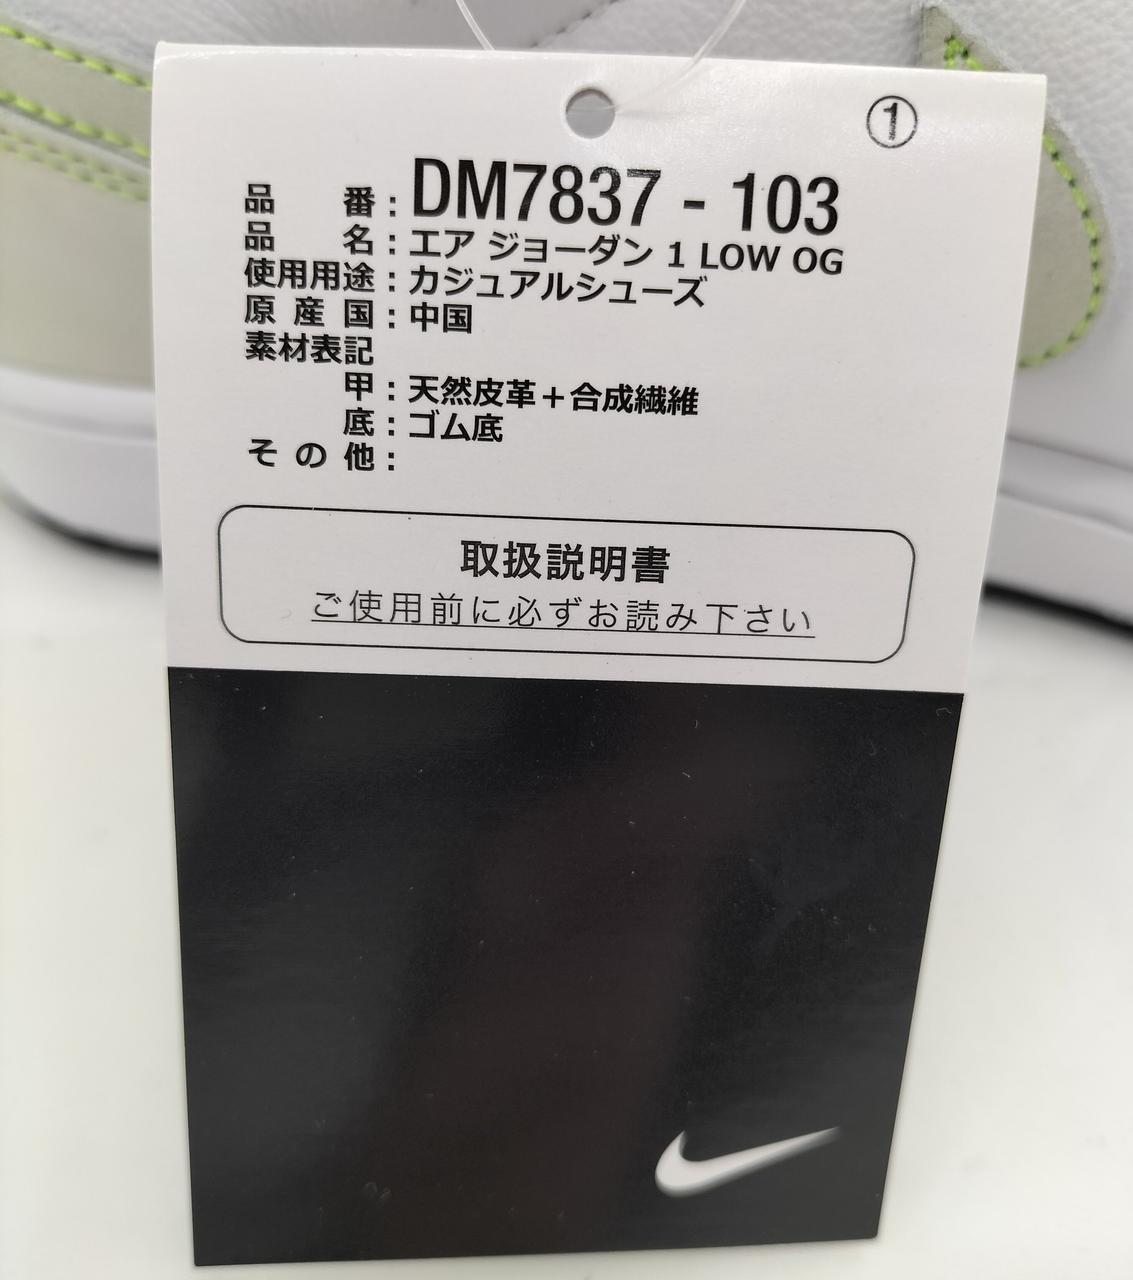 ①
品番：DM7837 - 103
品名：エア ジョーダン 1 LOW OG
使用用途：カジュアルシューズ
原産国：中国
素材表記
甲：天然皮革＋合成繊維
底：ゴム底
その他：
取扱説明書
ご使用前に必ずお読み下さい